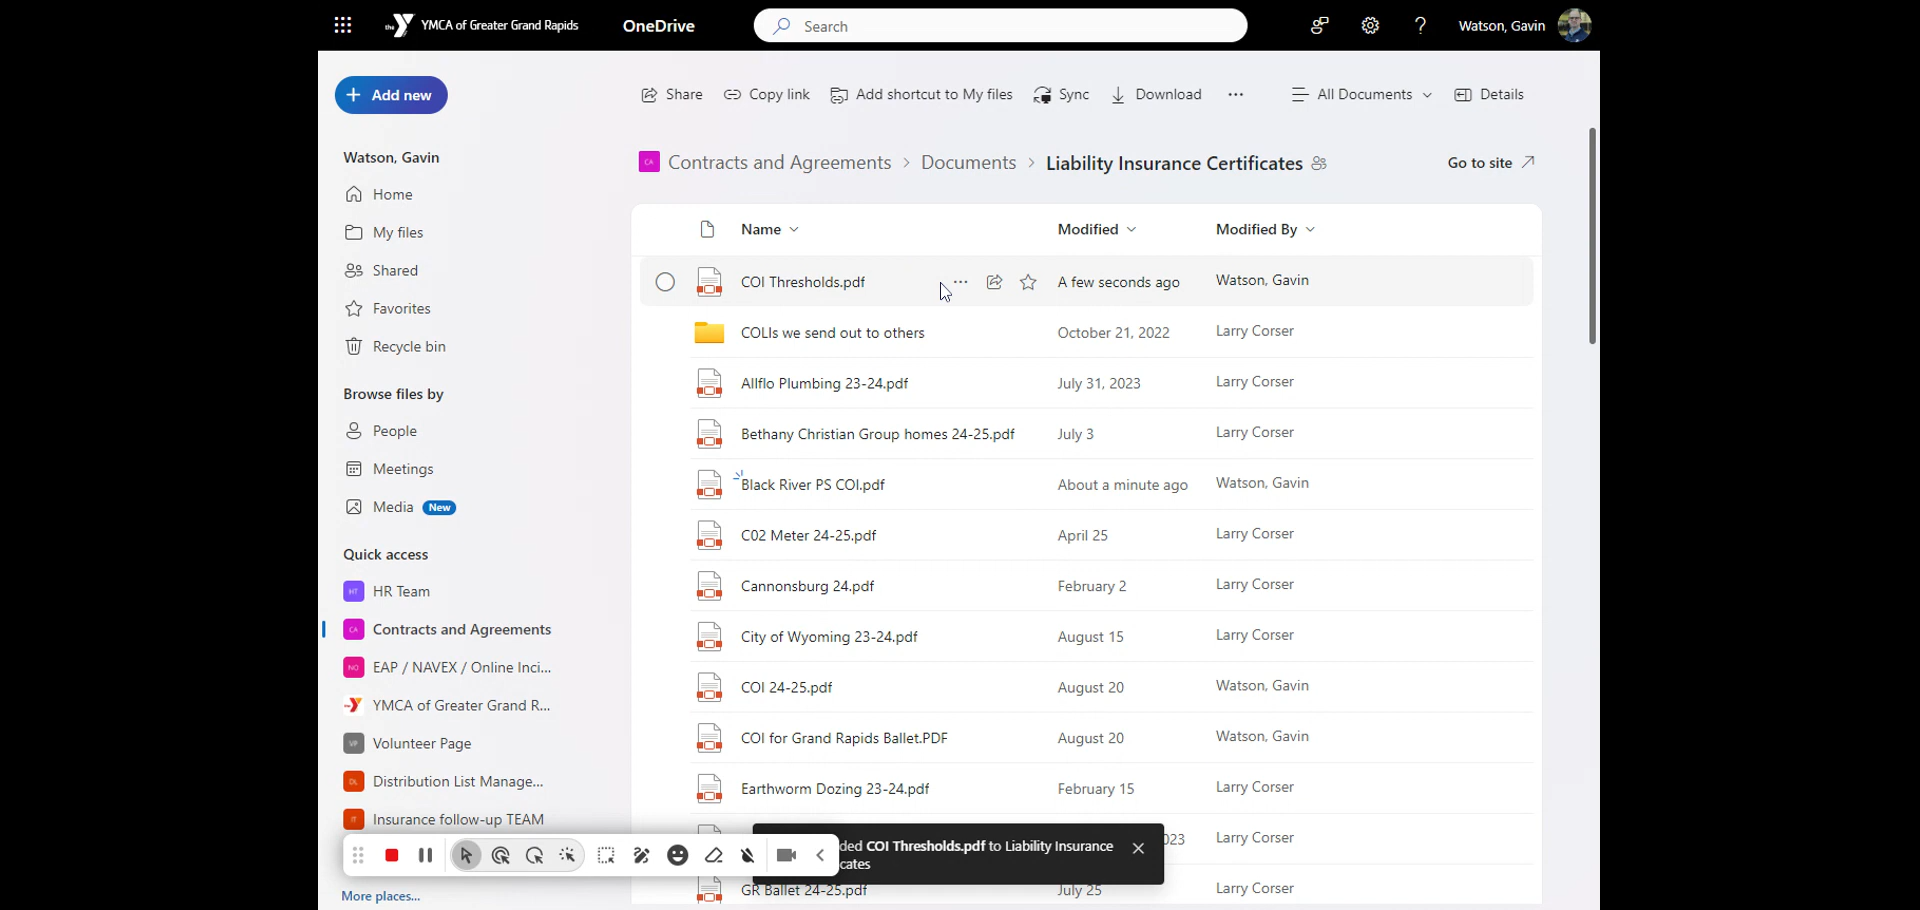 the YMCA of Greater Grand Rapids
OneDrive
Search
Watson, Gavin
+ Add new
Share
Copy link
Add shortcut to My files
Sync
Download
All Documents
Details
Watson, Gavin
Home
My files
Shared
Favorites
Recycle bin
Browse files by
People
Meetings
Media New
Quick access
HT HR Team
CA Contracts and Agreements
NO EAP / NAVEX / Online Inci...
YMCA of Greater Grand R...
VP Volunteer Page
DL Distribution List Manage...
IT Insurance follow-up TEAM
More places...
CA Contracts and Agreements > Documents > Liability Insurance Certificates
Go to site
Name Modified Modified By
COI Thresholds.pdf A few seconds ago Watson, Gavin
COLIs we send out to others October 21, 2022 Larry Corser
Allflo Plumbing 23-24.pdf July 31, 2023 Larry Corser
Bethany Christian Group homes 24-25.pdf July 3 Larry Corser
Black River PS COI.pdf About a minute ago Watson, Gavin
C02 Meter 24-25.pdf April 25 Larry Corser
Cannonsburg 24.pdf February 2 Larry Corser
City of Wyoming 23-24.pdf August 15 Larry Corser
COI 24-25.pdf August 20 Watson, Gavin
COI for Grand Rapids Ballet.PDF August 20 Watson, Gavin
Earthworm Dozing 23-24.pdf February 15 Larry Corser
023 Larry Corser
ded COI Thresholds.pdf to Liability Insurance
cates
GR Ballet 24-25.pdf July 25 Larry Corser